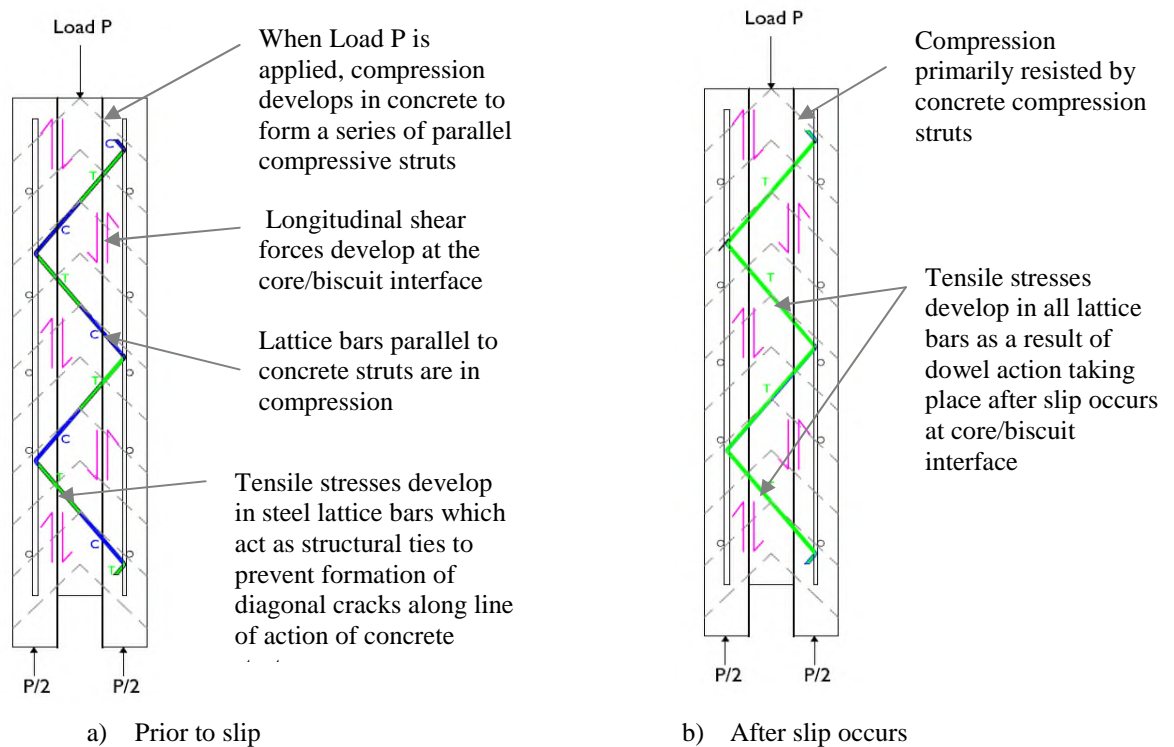 Load P
When Load P is
applied, compression
develops in concrete to
form a series of parallel
compressive struts
Longitudinal shear
forces develop at the
core/biscuit interface
Lattice bars parallel to
concrete struts are in
compression
Tensile stresses develop
in steel lattice bars which
act as structural ties to
prevent formation of
diagonal cracks along line
of action of concrete
C
T
C
T
C
T
C
T
C
T
P/2 P/2
a) Prior to slip
Load P
Compression
primarily resisted by
concrete compression
struts
Tensile stresses
develop in all lattice
bars as a result of
dowel action taking
place after slip occurs
at core/biscuit
interface
T
T
T
T
P/2 P/2
b) After slip occurs